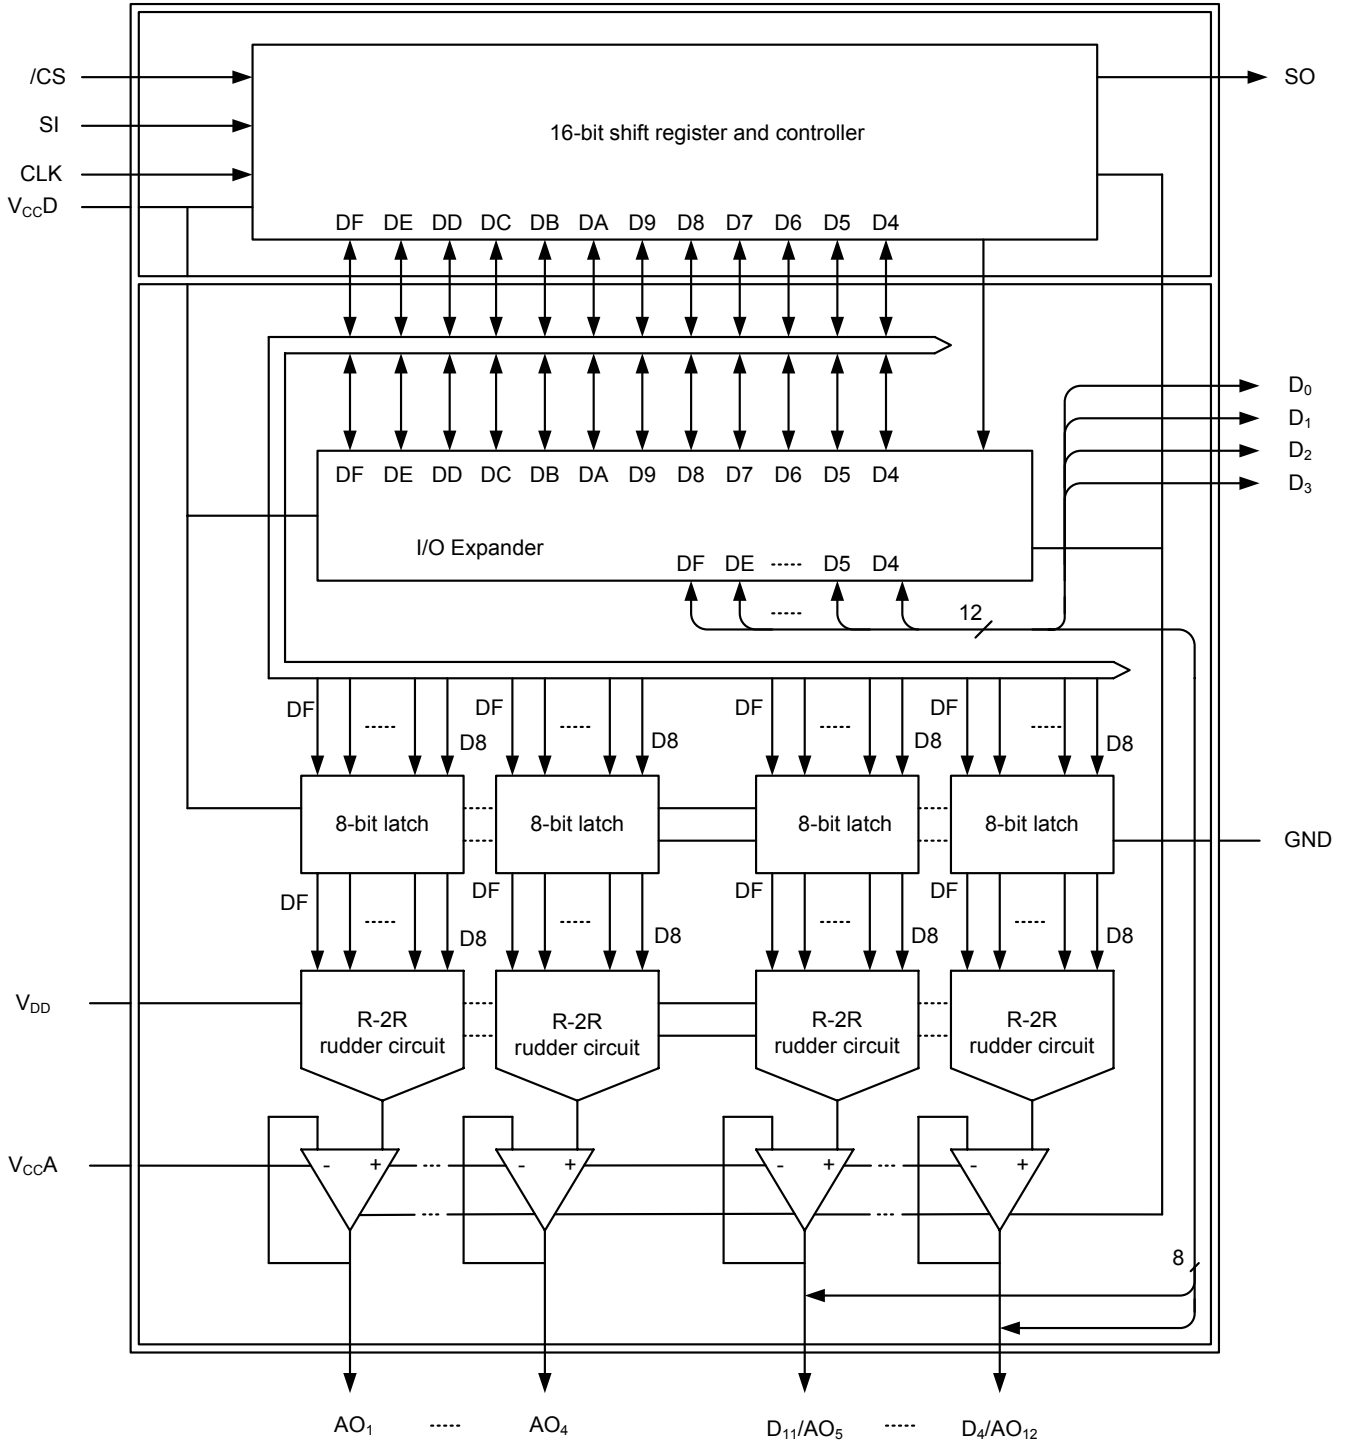 /CS
SO
SI
16-bit shift register and controller
CLK
VCCD
DF DE DD DC DB DA D9 D8 D7 D6 D5 D4
D0
D1
D2
D3
DF DE DD DC DB DA D9 D8 D7 D6 D5 D4
I/O Expander
DF DE ----- D5 D4
-----
12
DF ----- D8 DF ----- D8 DF ----- D8 DF ----- D8
8-bit latch 8-bit latch 8-bit latch 8-bit latch
GND
DF ----- D8 DF ----- D8 DF ----- D8 DF ----- D8
VDD
R-2R R-2R R-2R R-2R
rudder circuit rudder circuit rudder circuit rudder circuit
VCCA
- + --- - + - + --- - +
8
AO1 ----- AO4 D11/AO5 ----- D4/AO12